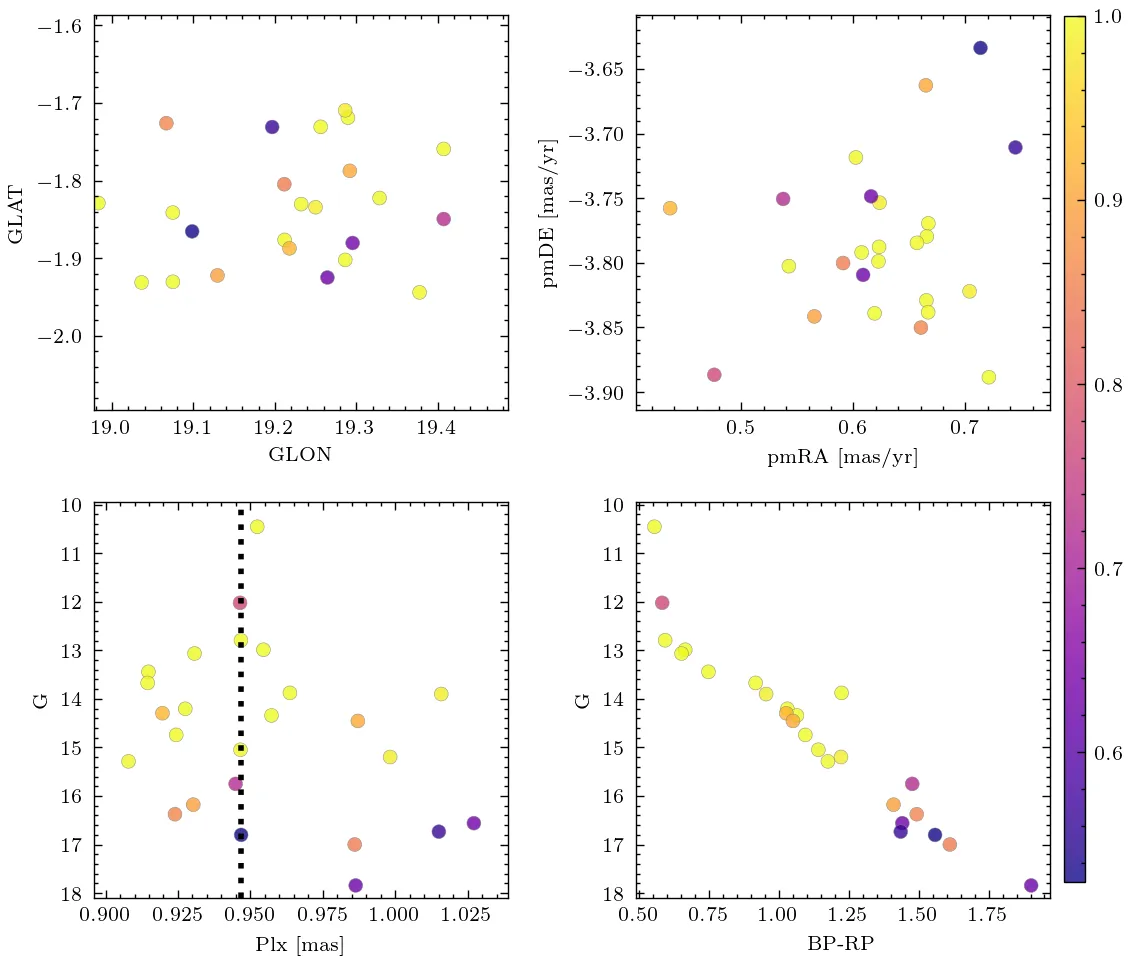 −1.6
−1.7
−1.8
−1.9
−2.0
GLAT
19.0 19.1 19.2 19.3 19.4
GLON
−3.65
−3.70
−3.75
−3.80
−3.85
−3.90
pmDE [mas/yr]
0.5 0.6 0.7
pmRA [mas/yr]
1.0
0.9
0.8
0.7
0.6
10
11
12
13
14
15
16
17
18
G
0.900 0.925 0.950 0.975 1.000 1.025
Plx [mas]
10
11
12
13
14
15
16
17
18
G
0.50 0.75 1.00 1.25 1.50 1.75
BP-RP